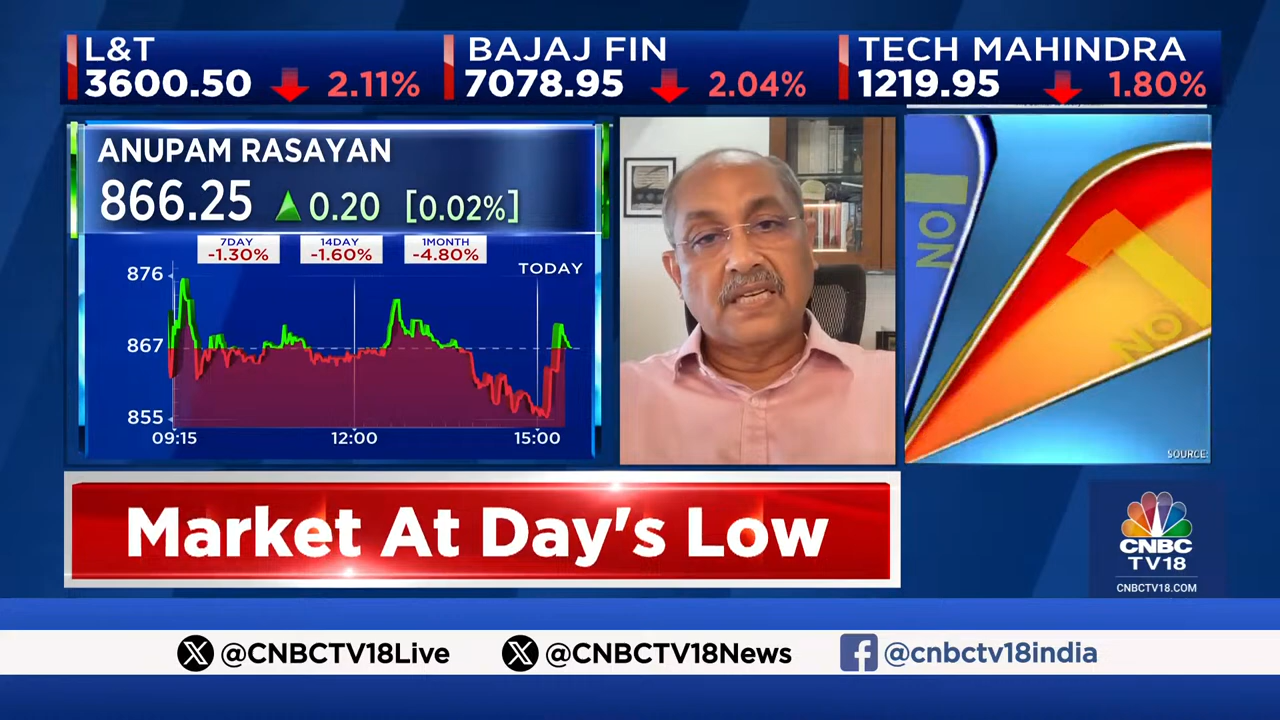 L&T
3600.50 2.11%
BAJAJ FIN
7078.95 2.04%
TECH MAHINDRA
1219.95 1.80%
ANUPAM RASAYAN
866.25 0.20 [0.02%]
7DAY
-1.30%
14DAY
-1.60%
1MONTH
-4.80%
TODAY
876
867
855
09:15 12:00 15:00
NO
NO
SOURCE:
Market At Day's Low
CNBC
TV18
CNBCTV18.COM
@CNBCTV18Live
@CNBCTV18News
@cnbctv18india